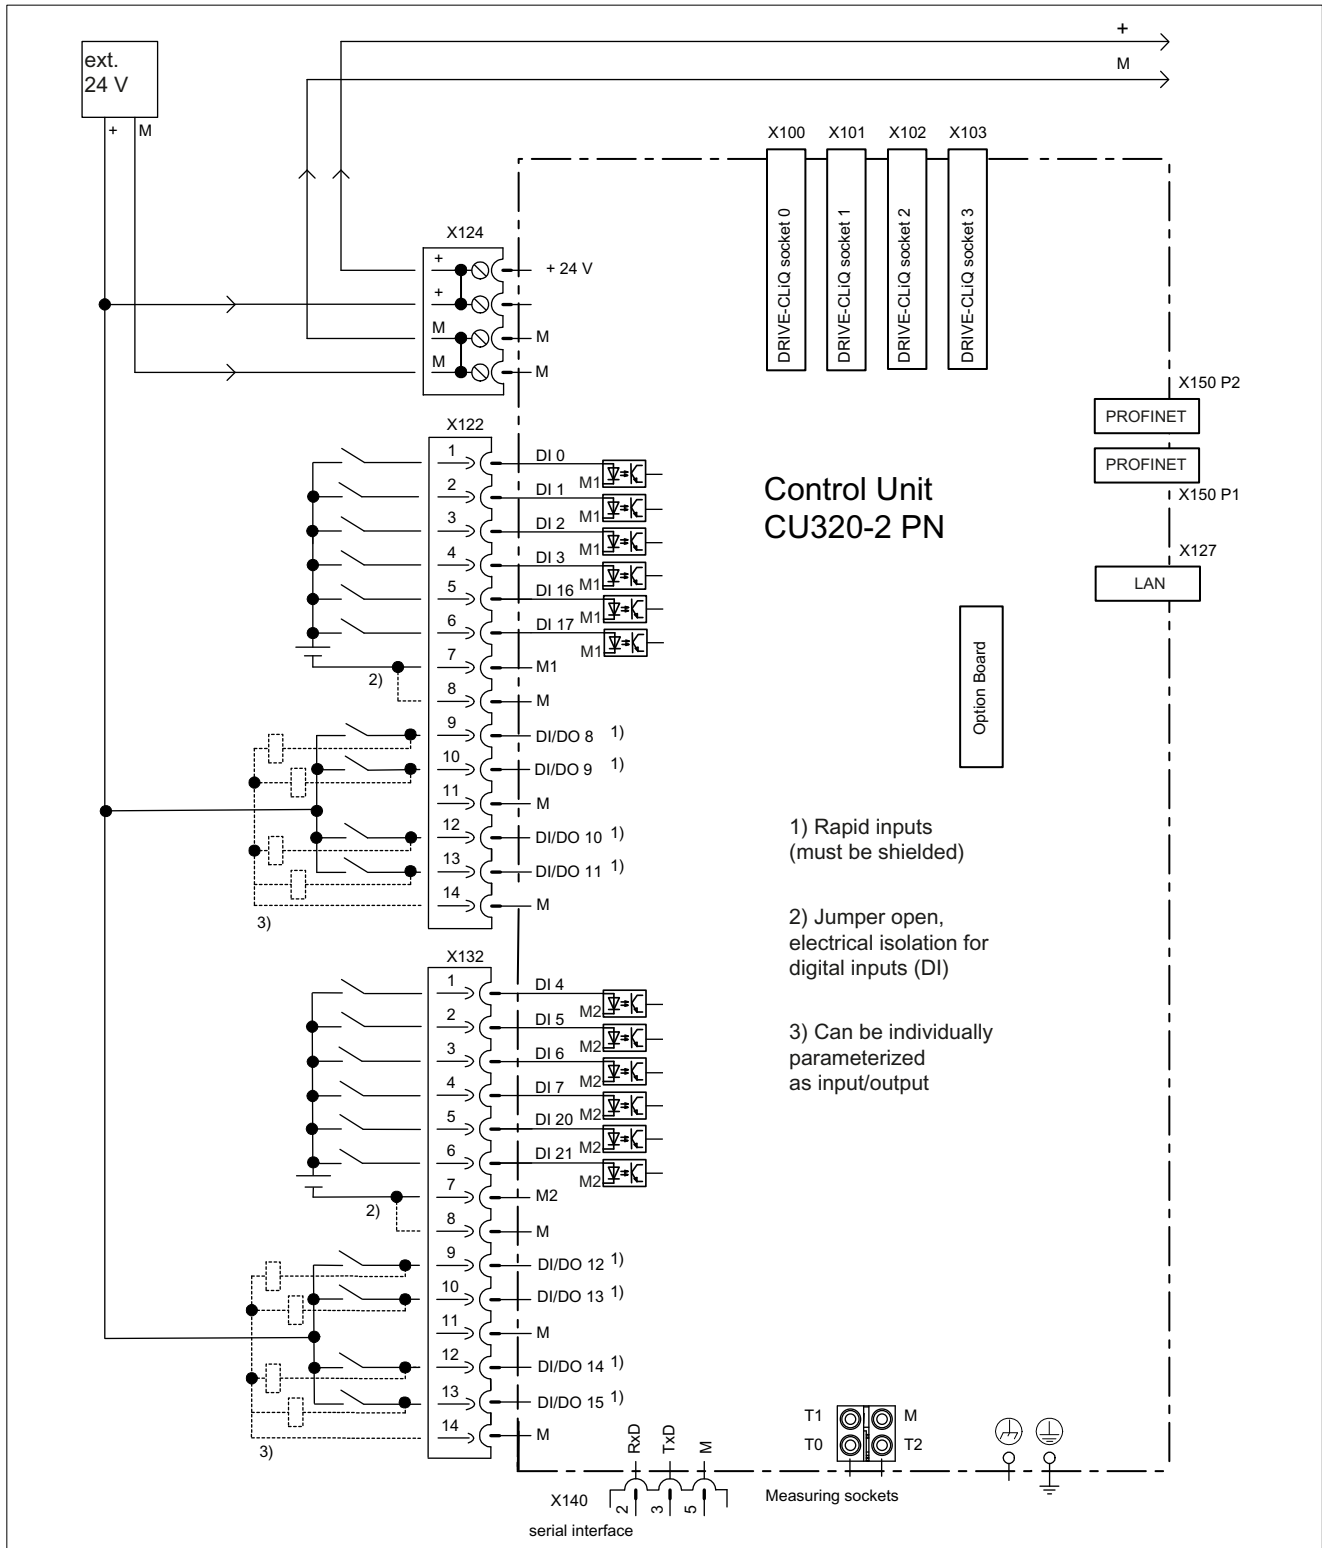 +
M
ext.
24 V
+ M
X100 X101 X102 X103
DRIVE-CLiQ socket 0
DRIVE-CLiQ socket 1
DRIVE-CLiQ socket 2
DRIVE-CLiQ socket 3
X124
+ + 24 V
+
M M
M M
X150 P2
PROFINET
PROFINET
X150 P1
X127
LAN
Option Board
Control Unit
CU320-2 PN
X122
1 DI 0 M1
2 DI 1 M1
3 DI 2 M1
4 DI 3 M1
5 DI 16 M1
6 DI 17 M1
7 M1
2)
8 M
9 DI/DO 8 1)
10 DI/DO 9 1)
11 M
12 DI/DO 10 1)
13 DI/DO 11 1)
14 M
3)
1) Rapid inputs
(must be shielded)
2) Jumper open,
electrical isolation for
digital inputs (DI)
3) Can be individually
parameterized
as input/output
X132
1 DI 4 M2
2 DI 5 M2
3 DI 6 M2
4 DI 7 M2
5 DI 20 M2
6 DI 21 M2
7 M2
2)
8 M
9 DI/DO 12 1)
10 DI/DO 13 1)
11 M
12 DI/DO 14 1)
13 DI/DO 15 1)
14 M
3)
RxD TxD M
X140 2 3 5
serial interface
T1 M
T0 T2
Measuring sockets